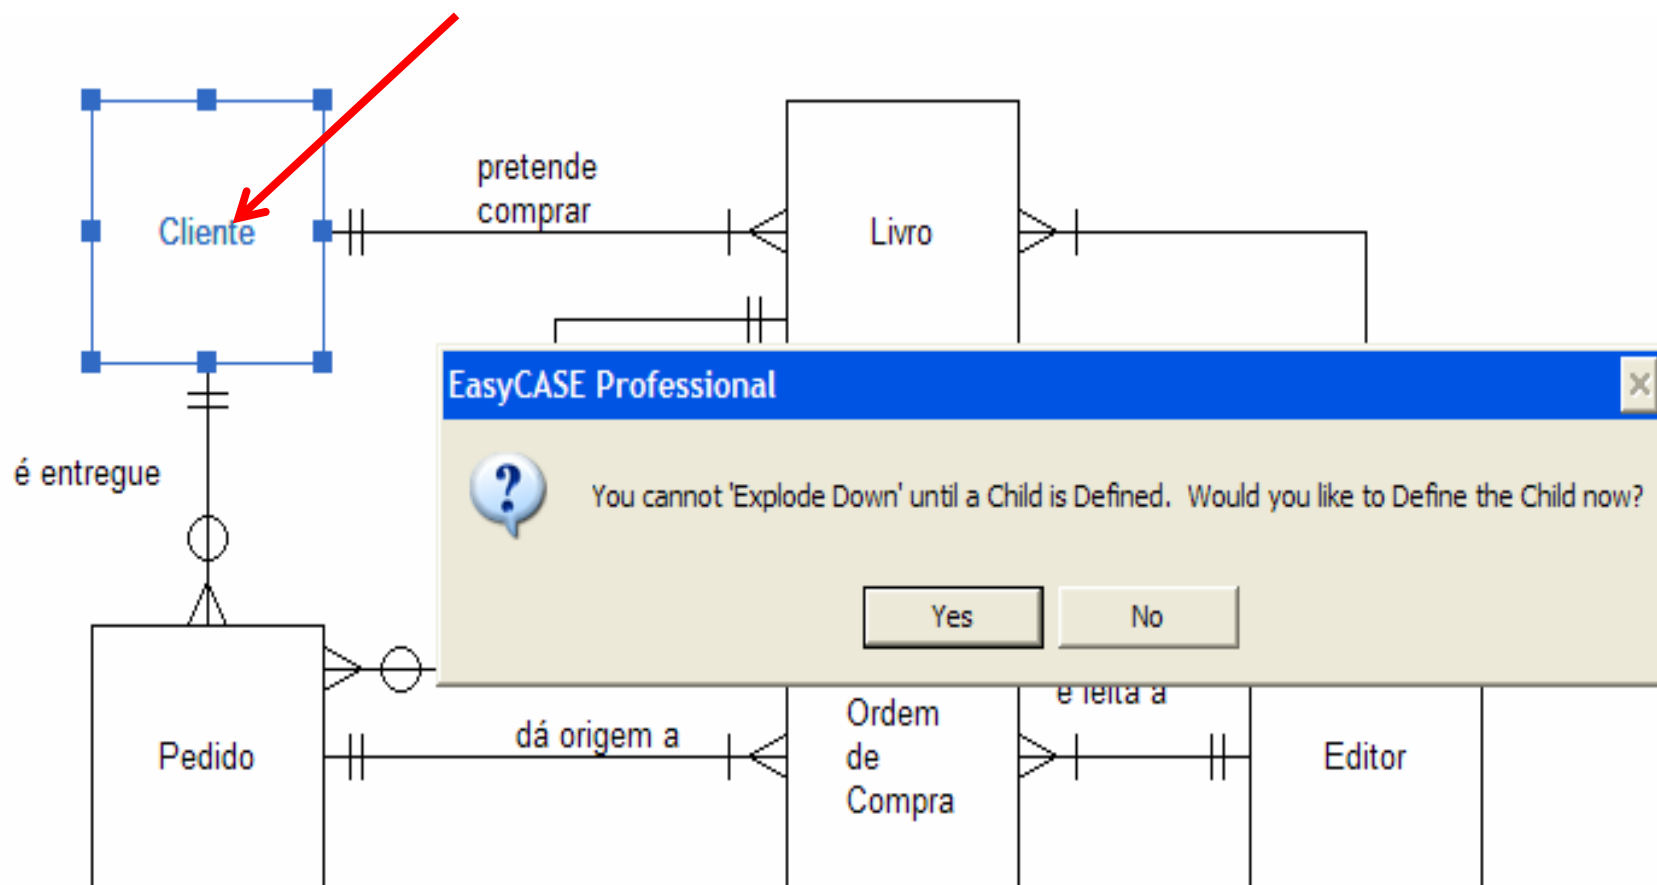 pretende
comprar
Cliente
Livro
EasyCASE Professional
é entregue
You cannot 'Explode Down' until a Child is Defined.  Would you like to Define the Child now?
Yes
No
é feita a
Ordem
de
Compra
dá origem a
Pedido
Editor